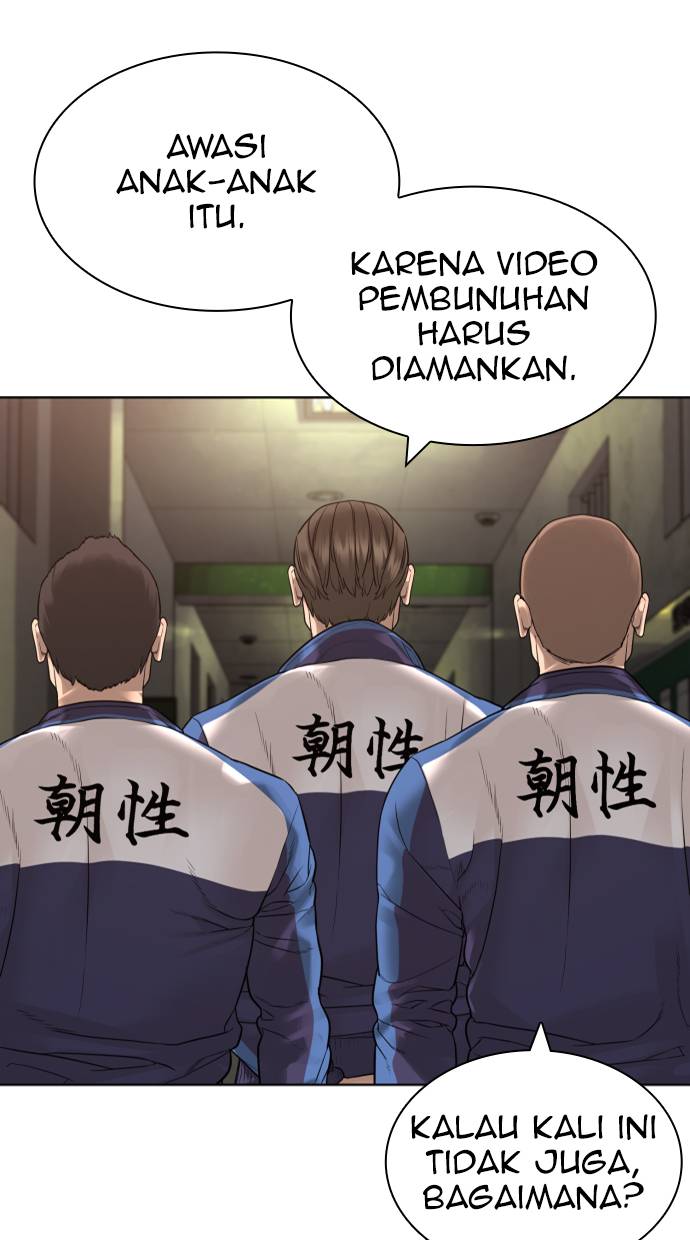 AWASI
ANAK-ANAK
ITU.
KARENA VIDEO
PEMBUNUHAN
HARUS
DIAMANKAN.
朝性
朝性
朝性
KALAU KALI INI
TIDAK JUGA,
BAGAIMANA?